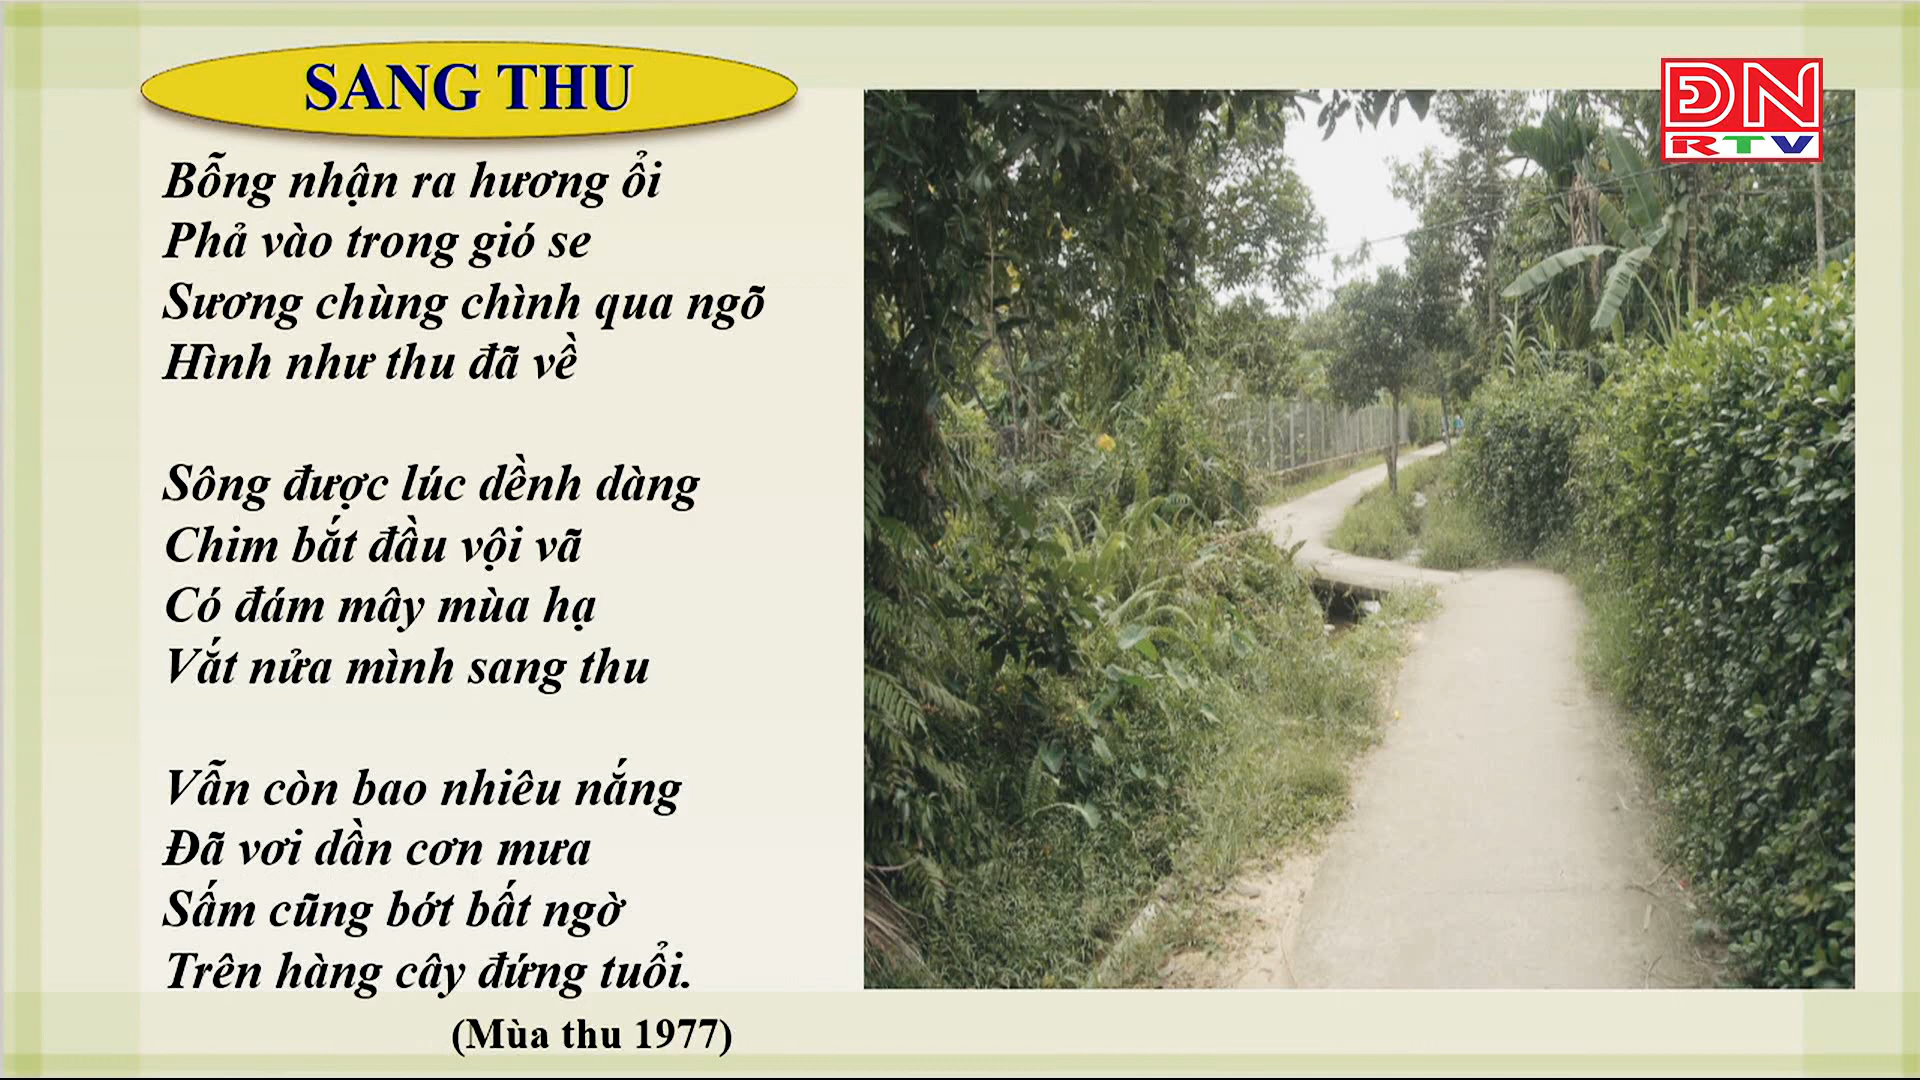 SANG THU
Bỗng nhận ra hương ổi
Phả vào trong gió se
Sương chùng chình qua ngõ
Hình như thu đã về
Sông được lúc dềnh dàng
Chim bắt đầu vội vã
Có đám mây mùa hạ
Vắt nửa mình sang thu
Vẫn còn bao nhiêu nắng
Đã vơi dần cơn mưa
Sấm cũng bớt bất ngờ
Trên hàng cây đứng tuổi.
(Mùa thu 1977)
ĐN
RTV